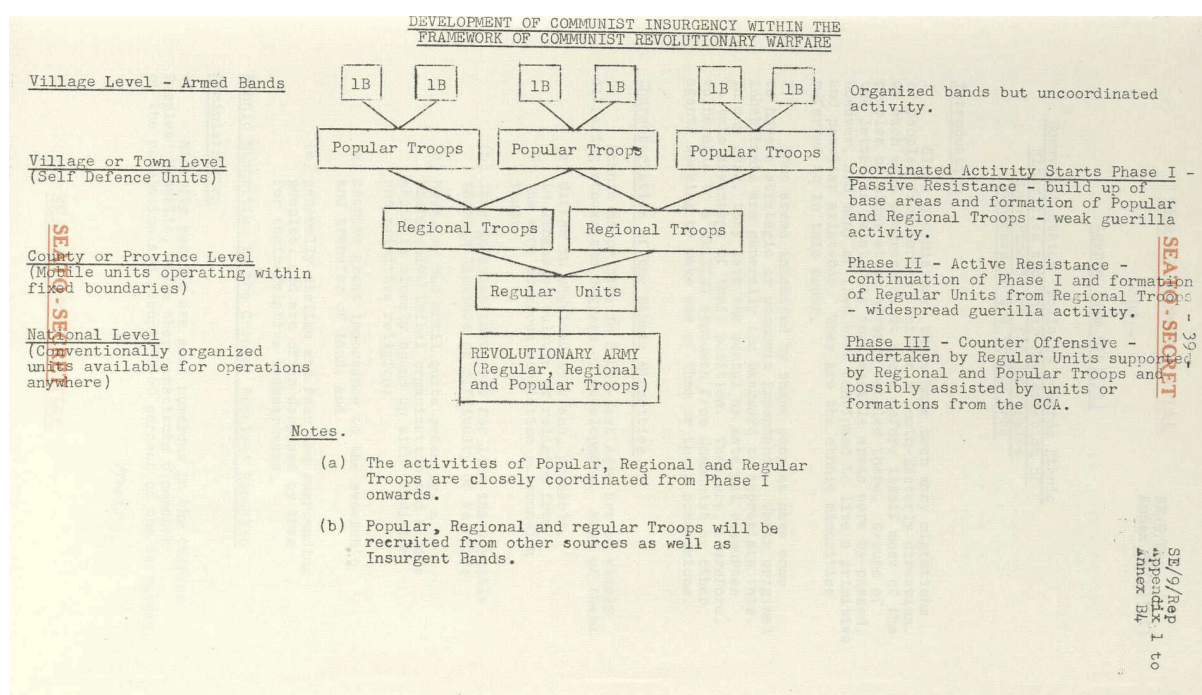 DEVELOPMENT OF COMMUNIST INSURGENCY WITHIN THE
FRAMEWORK OF COMMUNIST REVOLUTIONARY WARFARE
Village Level - Armed Bands
1B 1B 1B 1B 1B 1B
Organized bands but uncoordinated
activity.
Popular Troops Popular Troops Popular Troops
Village or Town Level
(Self Defence Units)
Coordinated Activity Starts Phase I -
Passive Resistance - build up of
base areas and formation of Popular
and Regional Troops - weak guerilla
activity.
Regional Troops Regional Troops
County or Province Level
(Mobile units operating within
fixed boundaries)
Phase II - Active Resistance -
continuation of Phase I and formation
of Regular Units from Regional Troops
- widespread guerilla activity.
Regular Units
National Level
(Conventionally organized
units available for operations
anywhere)
REVOLUTIONARY ARMY
(Regular, Regional
and Popular Troops)
Phase III - Counter Offensive -
undertaken by Regular Units supported
by Regional and Popular Troops and
possibly assisted by units or
formations from the CCA.
Notes.
(a) The activities of Popular, Regional and Regular
Troops are closely coordinated from Phase I
onwards.
(b) Popular, Regional and regular Troops will be
recruited from other sources as well as
Insurgent Bands.
SEATO - SECRET
SEATO - SECRET
- 39 -
SE/9/Rep
Appendix 1 to
Annex B4